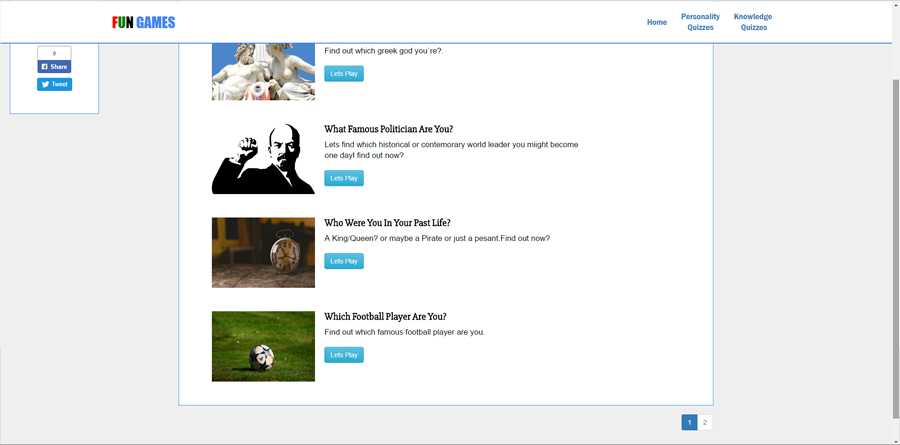 FUN GAMES
Home
Personality
Quizzes
Knowledge
Quizzes
0
Share
Tweet
Find out which greek god you`re?.
Lets Play
What Famous Politician Are You?
Lets find which historical or contemorary world leader you miight become
one day! find out now?
Lets Play
Who Were You In Your Past Life?
A King/Queen? or maybe a Pirate or just a pesant.Find out now?
Lets Play
Which Football Player Are You?
Find out which famous football player are you.
Lets Play
1
2